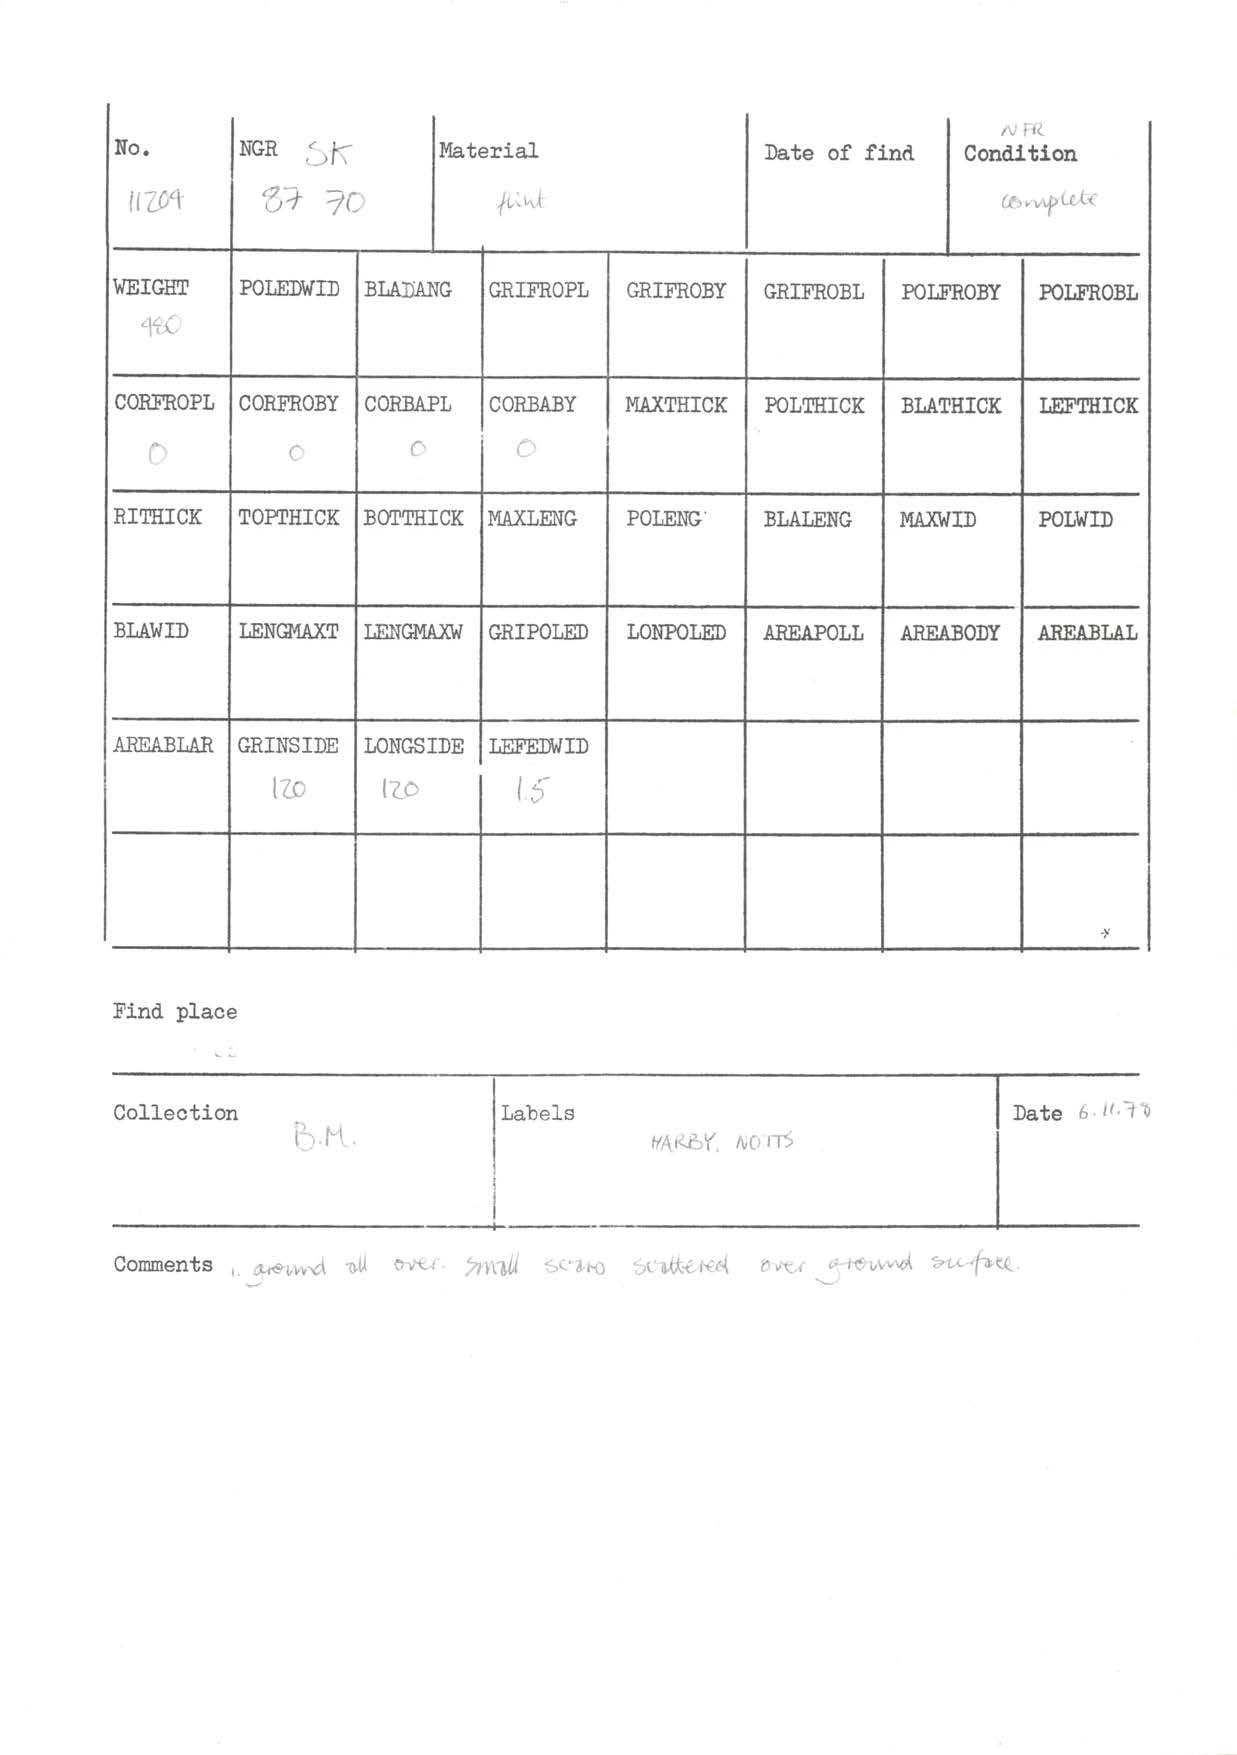 NFR
No. NGR SK Material Date of find Condition
11204 87 70 flint complete
WEIGHT POLEDWID BLADANG GRIFROPL GRIFROBY GRIFROBL POLFROBY POLFROBL
480
CORFROPL CORFROBY CORBAPL CORBABY MAXTHICK POLTHICK BLATHICK LEFTHICK
0 0 0 0
RITHICK TOPTHICK BOTTHICK MAXLENG POLENG BLALENG MAXWID POLWID
BLAWID LENGMAXT LENGMAXW GRIPOLED LONPOLED AREAPOLL AREABODY AREABLAL
AREABLAR GRINSIDE LONGSIDE LEFEDWID
120 120 1.5
Find place
Collection Labels Date 6.11.78
B.M. HARBY, NOTTS
Comments 1. ground all over. small scars scattered over ground surface.